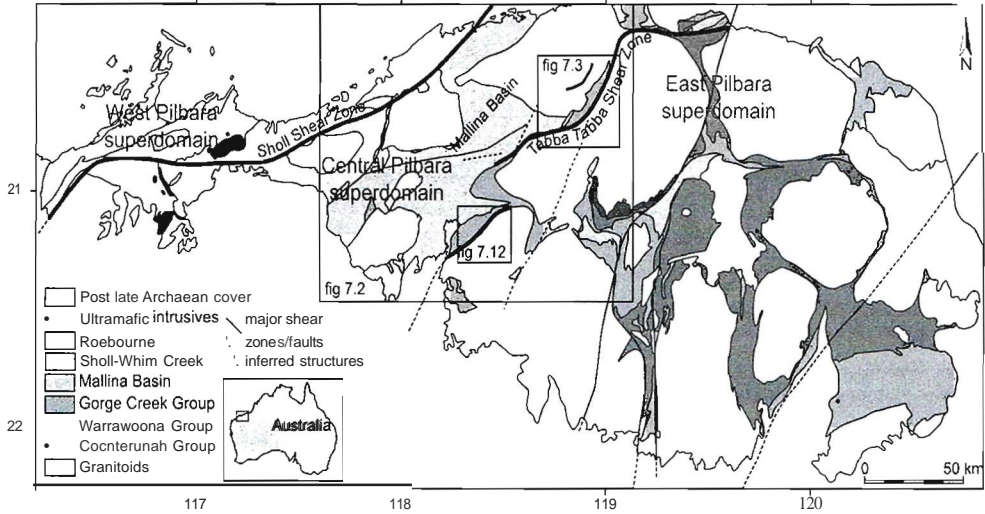 fig 7.3
N
East Pilbara
superdomain
West Pilbara
superdomain
Sholl Shear Zone
Mallina Basin
Tabba Tabba Shear Zone
Central Pilbara
superdomain
21
fig 7.12
fig 7.2
Post late Archaean cover
Ultramafic intrusives
major shear
Roebourne
zones/faults
Sholl-Whim Creek
inferred structures
Mallina Basin
Gorge Creek Group
Australia
22
Warrawoona Group
Cocnterunah Group
Granitoids
0 50 km
117 118 119 120